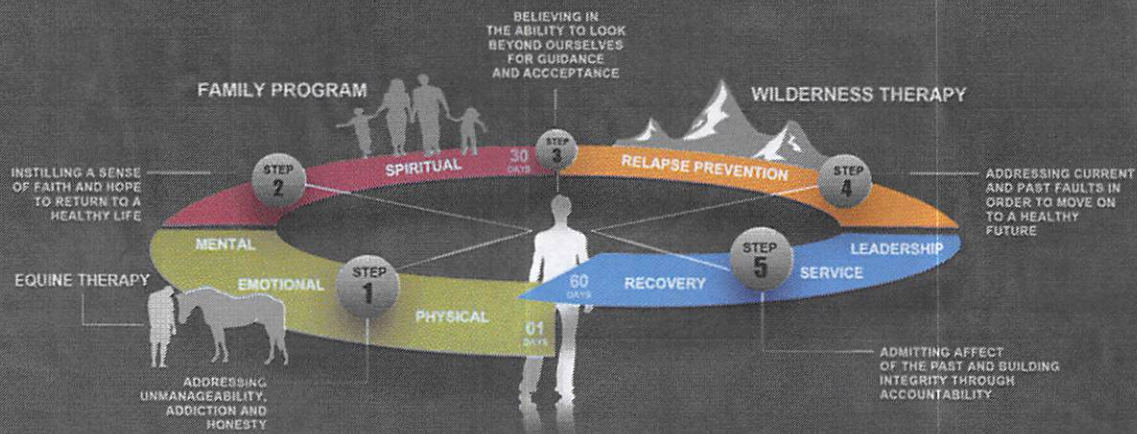 BELIEVING IN
THE ABILITY TO LOOK
BEYOND OURSELVES
FOR GUIDANCE
AND ACCCEPTANCE
FAMILY PROGRAM
WILDERNESS THERAPY
STEP
3
SPIRITUAL
30
DAYS
RELAPSE PREVENTION
STEP
2
STEP
4
INSTILLING A SENSE
OF FAITH AND HOPE
TO RETURN TO A
HEALTHY LIFE
ADDRESSING CURRENT
AND PAST FAULTS IN
ORDER TO MOVE ON
TO A HEALTHY
FUTURE
MENTAL
EMOTIONAL
PHYSICAL
01
DAYS
STEP
1
EQUINE THERAPY
60
DAYS
RECOVERY
STEP
5
SERVICE
LEADERSHIP
ADDRESSING
UNMANAGEABILITY,
ADDICTION AND
HONESTY
ADMITTING AFFECT
OF THE PAST AND BUILDING
INTEGRITY THROUGH
ACCOUNTABILITY